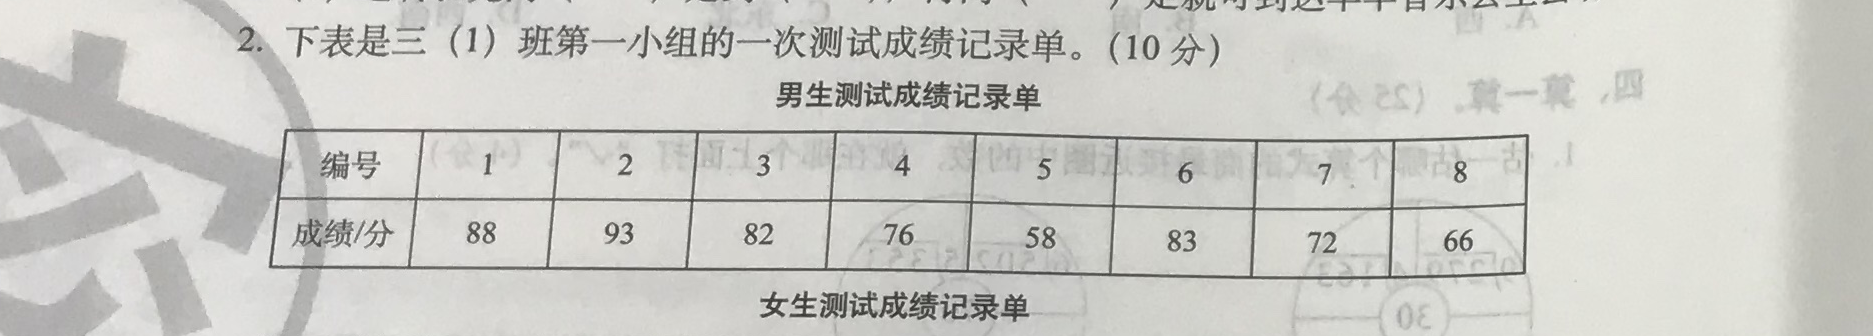 2. 下表是三（1）班第一小组的一次测试成绩记录单。(10 分)
男生测试成绩记录单
编号 1 2 3 4 5 6 7 8
成绩/分 88 93 82 76 58 83 72 66
女生测试成绩记录单